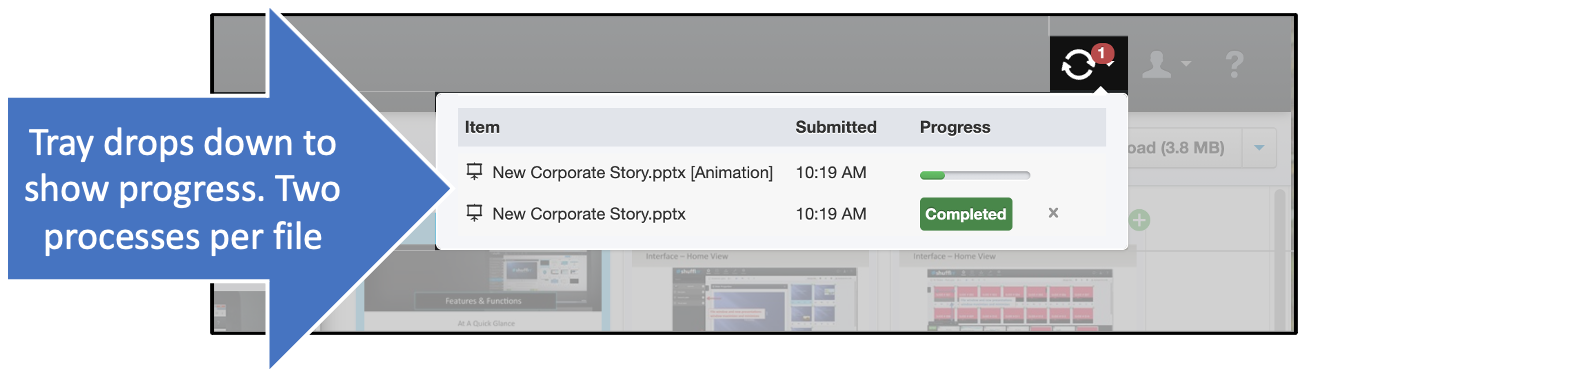 Tray drops down to
show progress. Two
processes per file
1
?
Item Submitted Progress
oad (3.8 MB)
New Corporate Story.pptx [Animation] 10:19 AM
New Corporate Story.pptx 10:19 AM Completed ×
Interface – Home View Interface – Home View
Features & Functions
At A Quick Glance